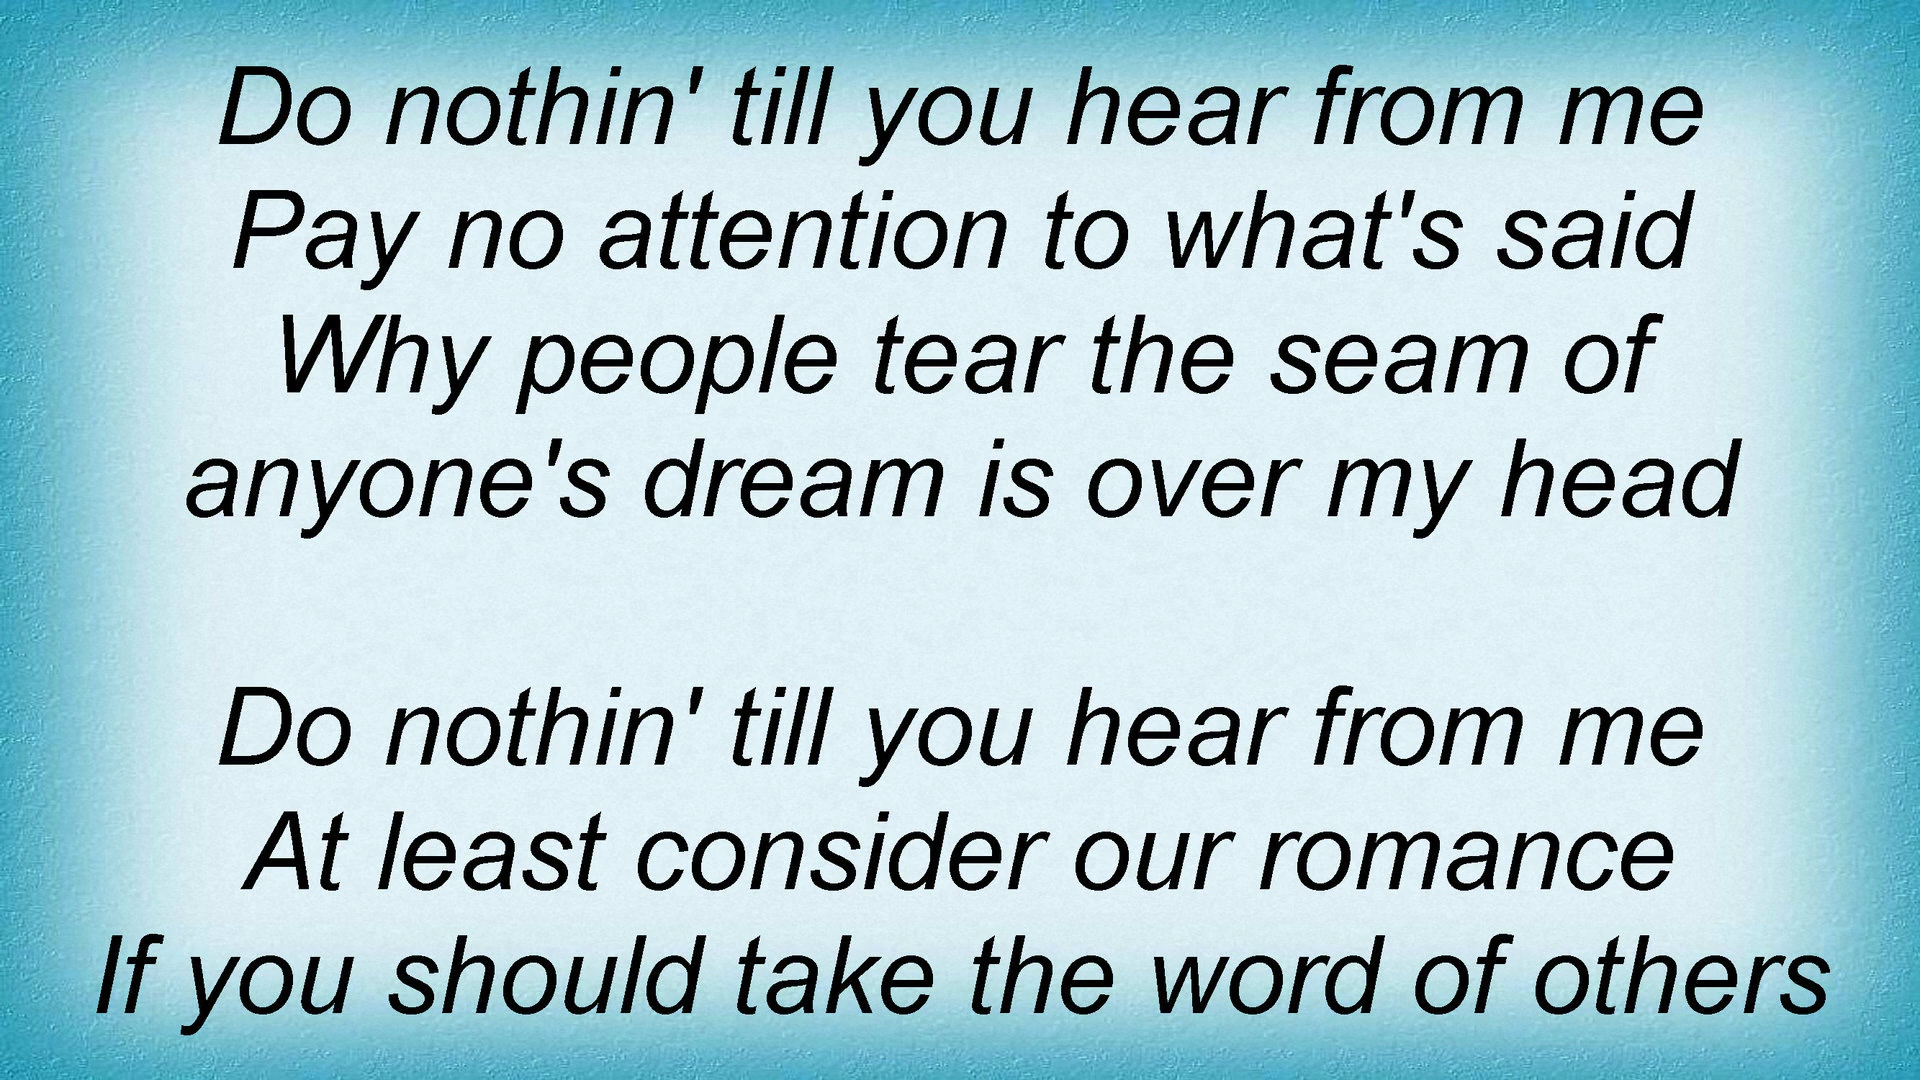 Do nothin' till you hear from me
Pay no attention to what's said
Why people tear the seam of
anyone's dream is over my head
Do nothin' till you hear from me
At least consider our romance
If you should take the word of others